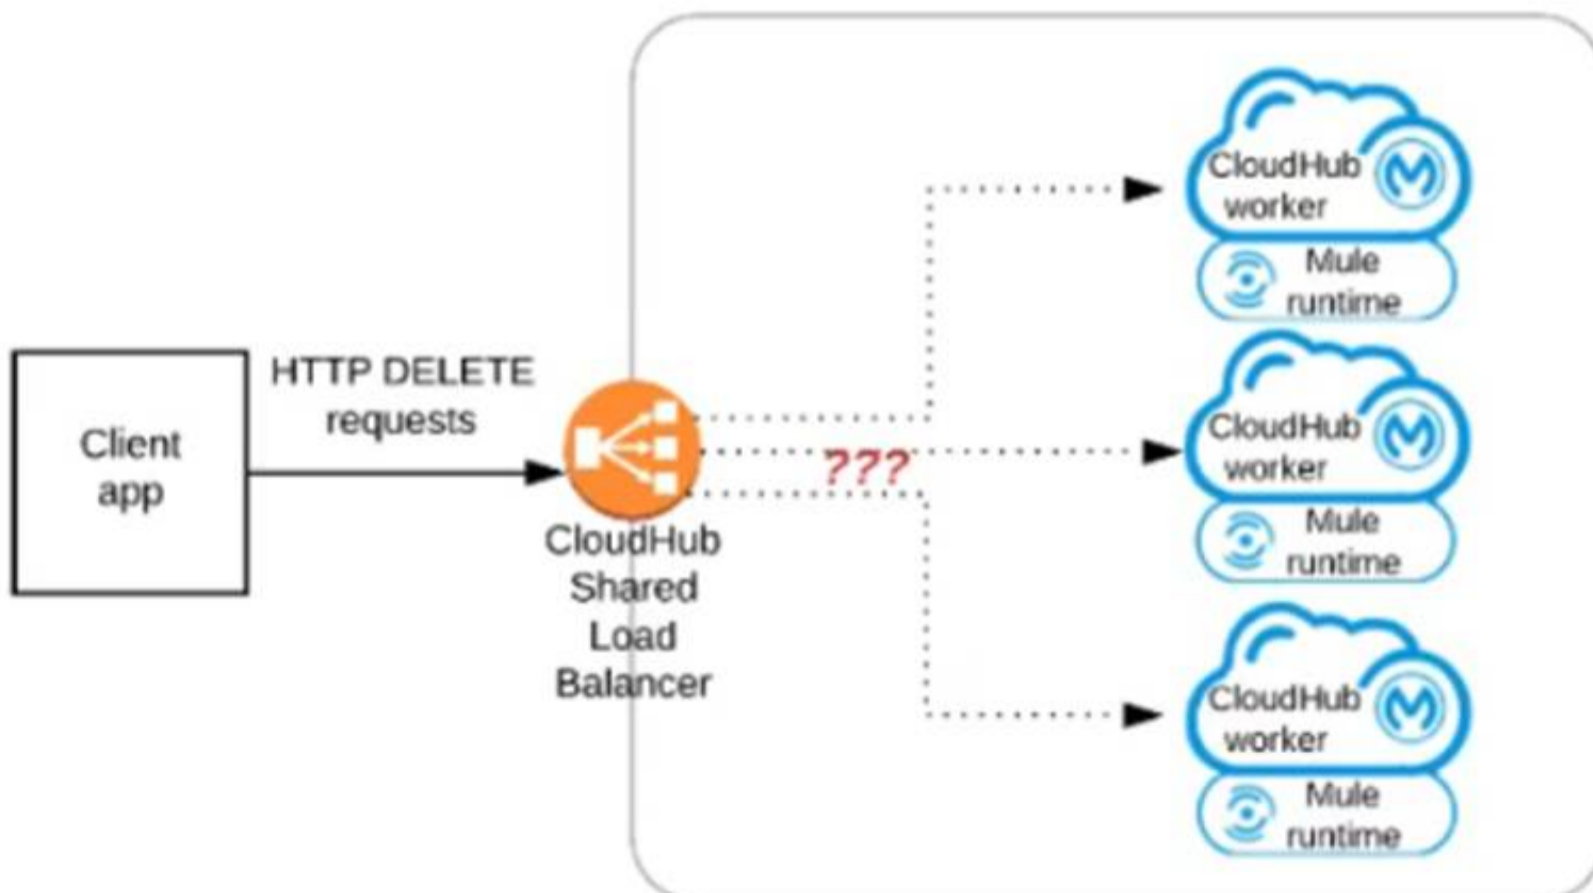 Client
app
HTTP DELETE
requests
CloudHub
Shared
Load
Balancer
???
CloudHub
worker
Mule
runtime
CloudHub
worker
Mule
runtime
CloudHub
worker
Mule
runtime